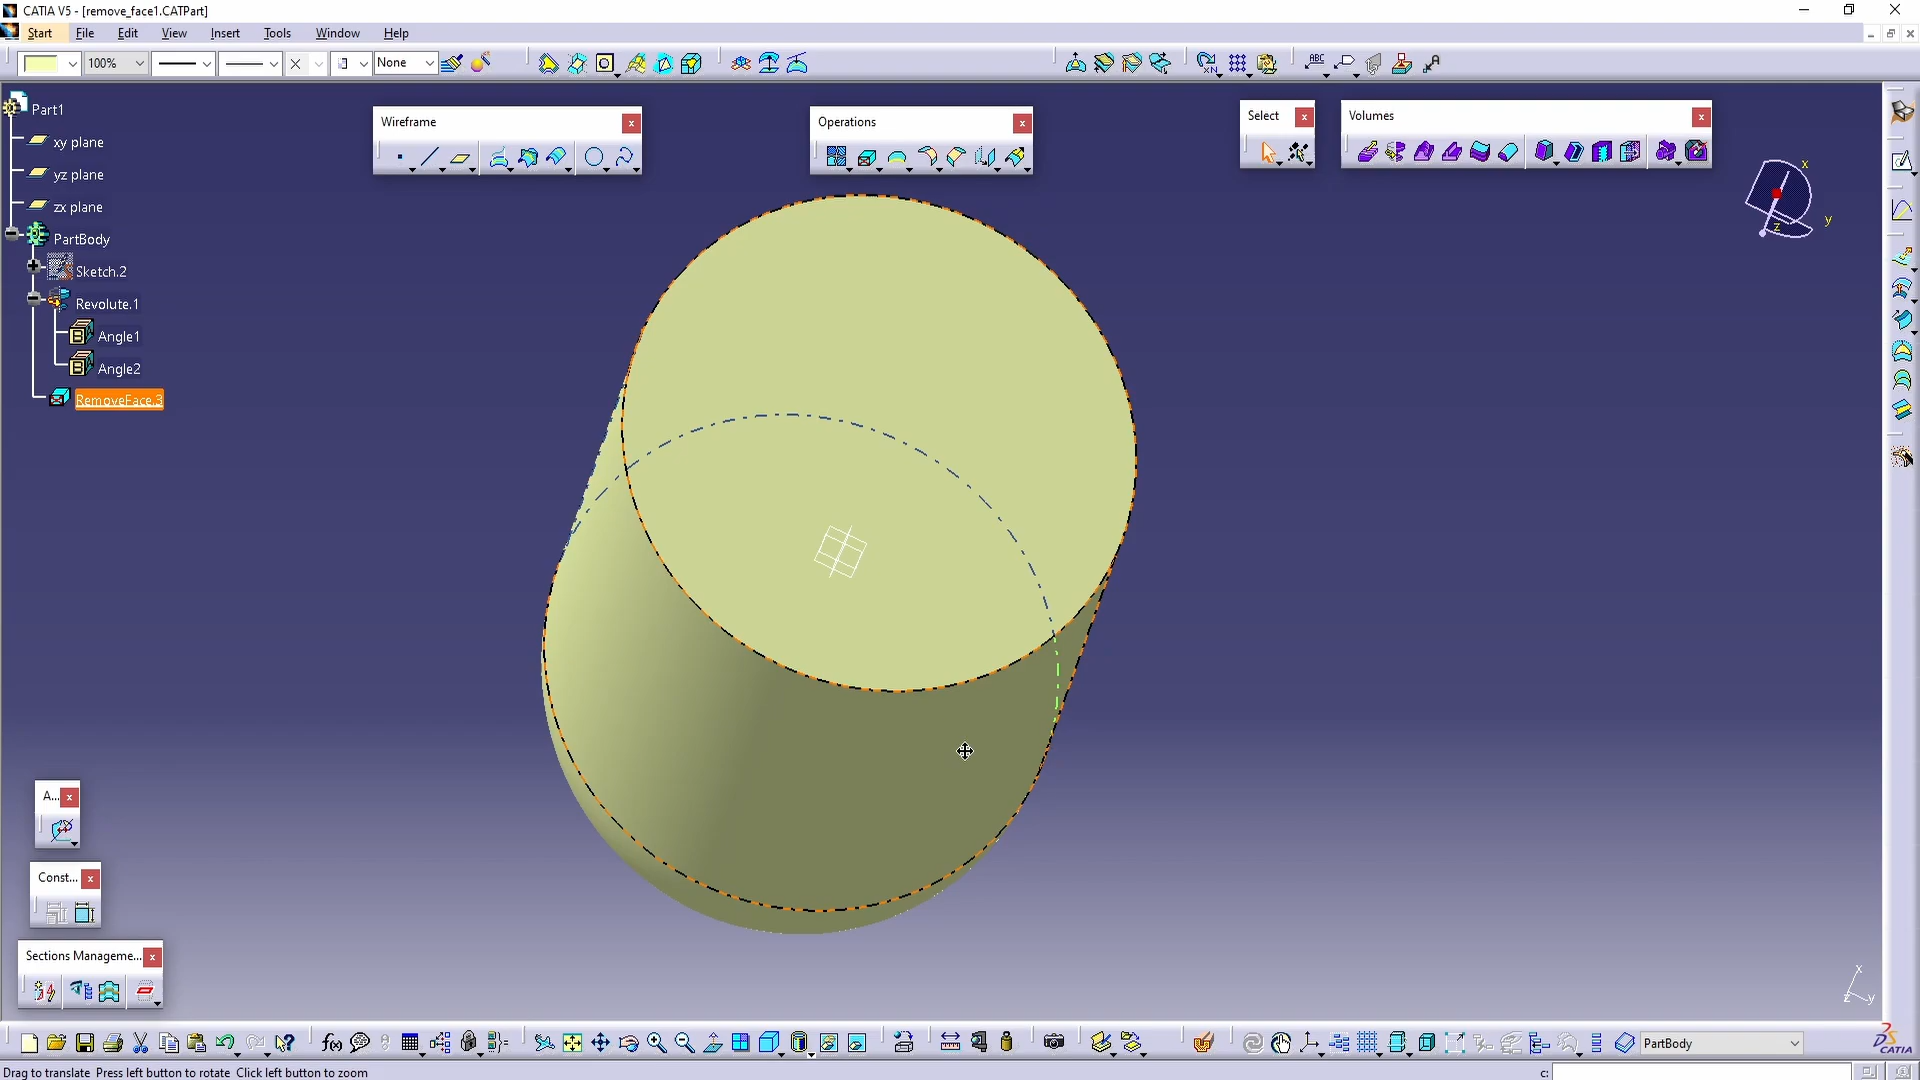 CATIA V5 - [remove_face1.CATPart]
Start File Edit View Insert Tools Window Help
100% None ABC
Part1
xy plane
yz plane
zx plane
PartBody
Sketch.2
Revolute.1
Angle1
Angle2
RemoveFace.3
Wireframe
Operations
Select
Volumes
x
y
z
A...
Const...
Sections Manageme...
x
z
y
f(x)
PartBody
CATIA
Drag to translate Press left button to rotate Click left button to zoom
c: